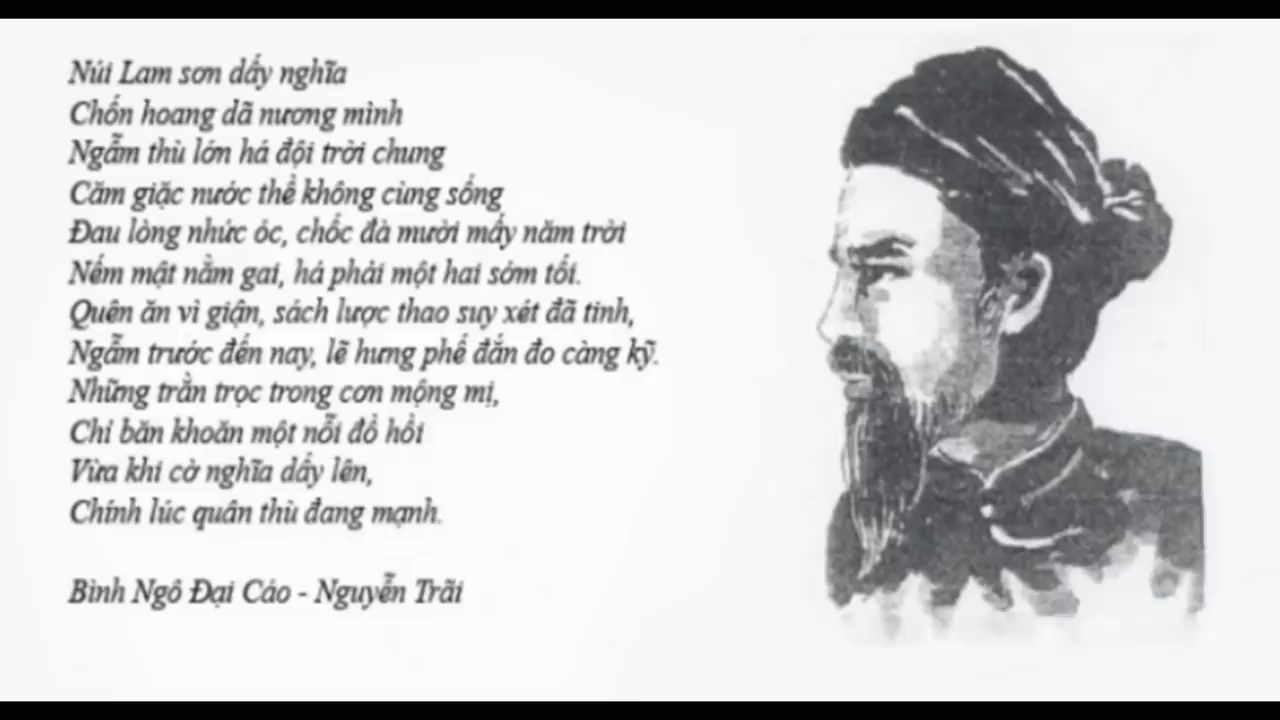 Núi Lam sơn dấy nghĩa
Chốn hoang dã nương mình
Ngẫm thù lớn há đội trời chung
Căm giặc nước thề không cùng sống
Đau lòng nhức óc, chốc đà mười mấy năm trời
Nếm mật nằm gai, há phải một hai sớm tối.
Quên ăn vì giận, sách lược thao suy xét đã tinh,
Ngẫm trước đến nay, lẽ hưng phế đắn đo càng kỹ.
Những trằn trọc trong cơn mộng mị,
Chỉ băn khoăn một nỗi đồ hồi
Vừa khi cờ nghĩa dấy lên,
Chính lúc quân thù đang mạnh.
Bình Ngô Đại Cáo - Nguyễn Trãi